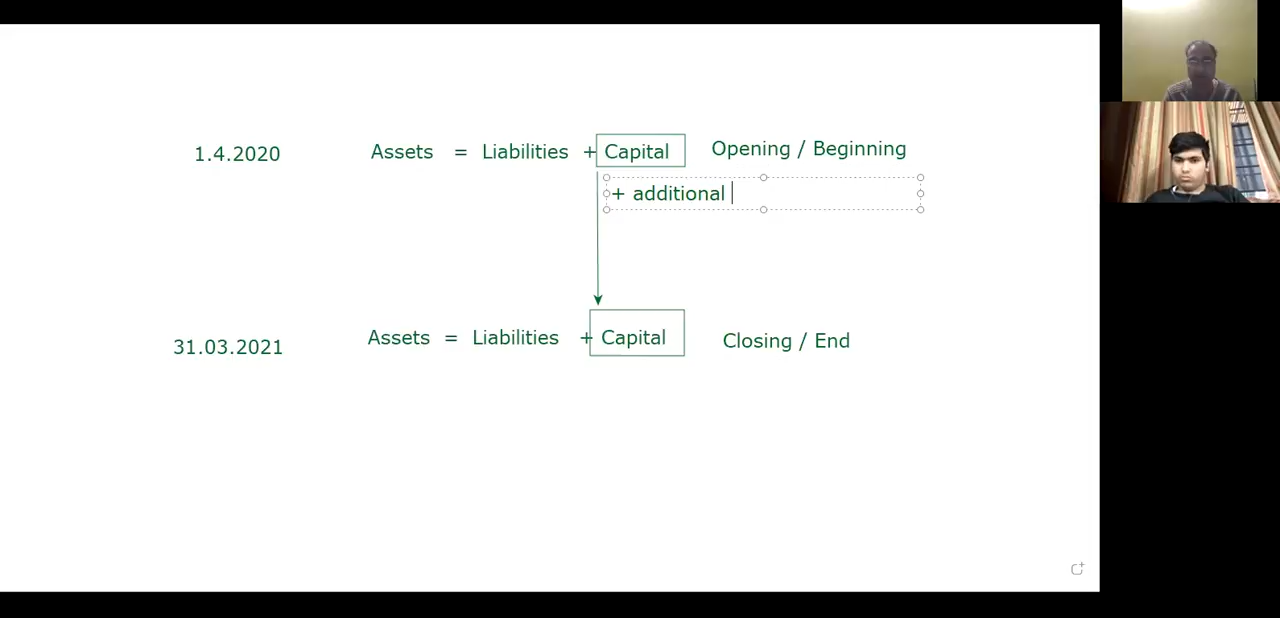 1.4.2020 Assets = Liabilities + Capital Opening / Beginning
+ additional
31.03.2021 Assets = Liabilities + Capital Closing / End